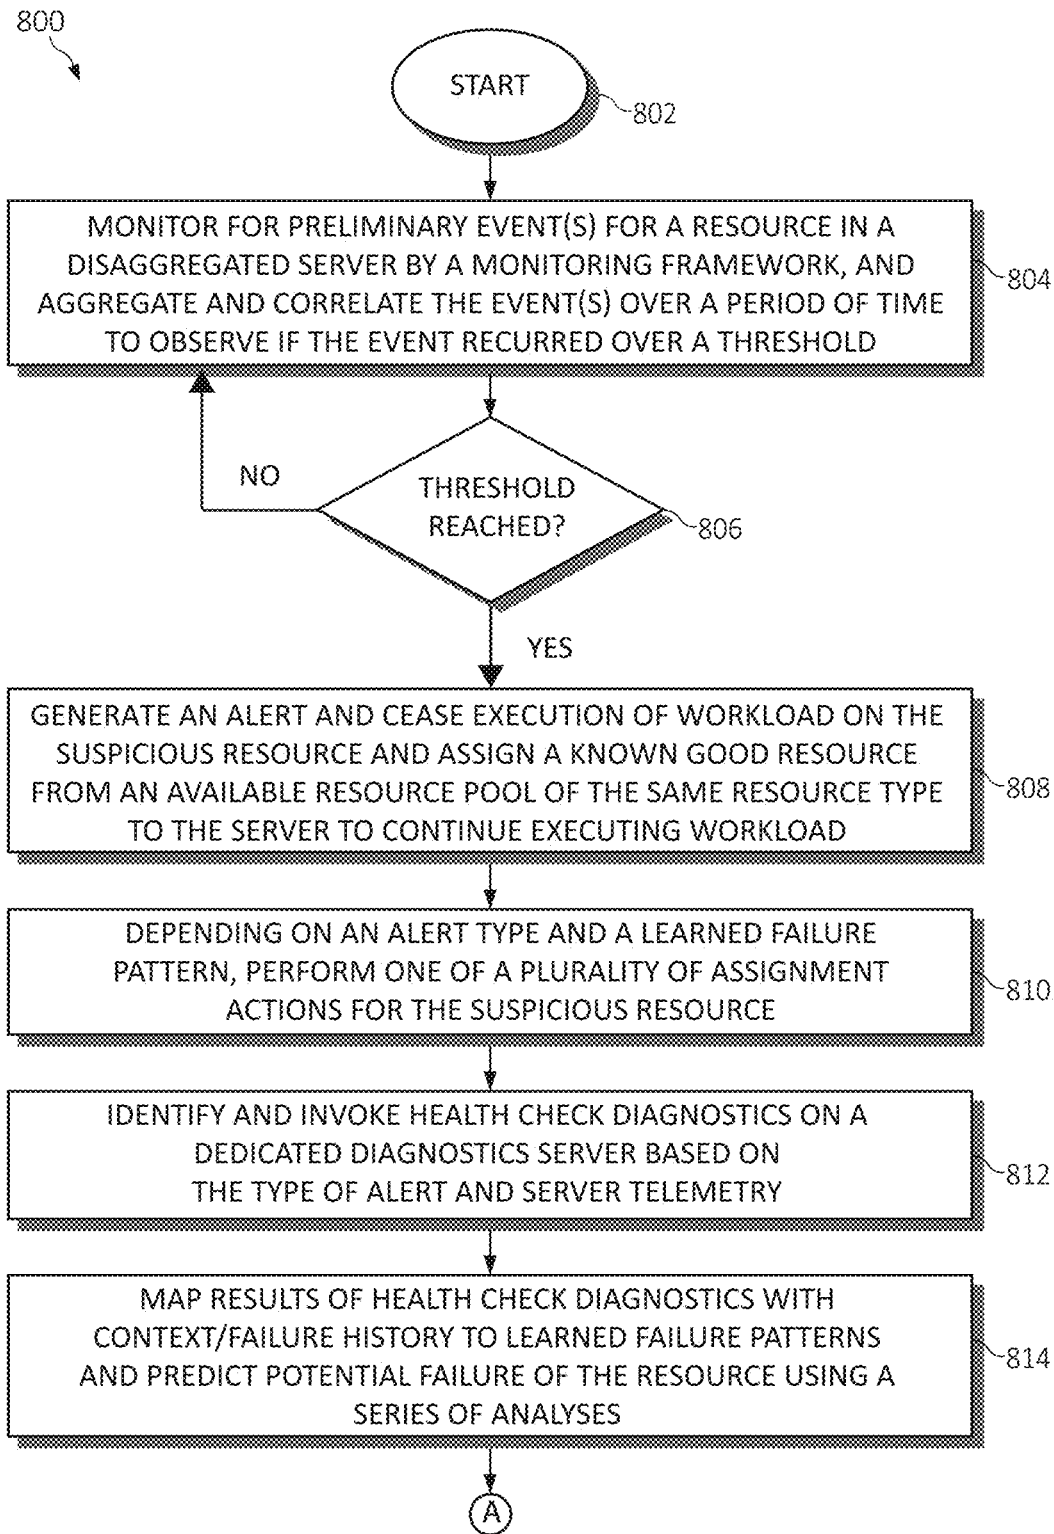 800
START
802
MONITOR FOR PRELIMINARY EVENT(S) FOR A RESOURCE IN A
DISAGGREGATED SERVER BY A MONITORING FRAMEWORK, AND
AGGREGATE AND CORRELATE THE EVENT(S) OVER A PERIOD OF TIME
TO OBSERVE IF THE EVENT RECURRED OVER A THRESHOLD
804
NO
THRESHOLD
REACHED?
806
YES
GENERATE AN ALERT AND CEASE EXECUTION OF WORKLOAD ON THE
SUSPICIOUS RESOURCE AND ASSIGN A KNOWN GOOD RESOURCE
FROM AN AVAILABLE RESOURCE POOL OF THE SAME RESOURCE TYPE
TO THE SERVER TO CONTINUE EXECUTING WORKLOAD
808
DEPENDING ON AN ALERT TYPE AND A LEARNED FAILURE
PATTERN, PERFORM ONE OF A PLURALITY OF ASSIGNMENT
ACTIONS FOR THE SUSPICIOUS RESOURCE
810
IDENTIFY AND INVOKE HEALTH CHECK DIAGNOSTICS ON A
DEDICATED DIAGNOSTICS SERVER BASED ON
THE TYPE OF ALERT AND SERVER TELEMETRY
812
MAP RESULTS OF HEALTH CHECK DIAGNOSTICS WITH
CONTEXT/FAILURE HISTORY TO LEARNED FAILURE PATTERNS
AND PREDICT POTENTIAL FAILURE OF THE RESOURCE USING A
SERIES OF ANALYSES
814
A